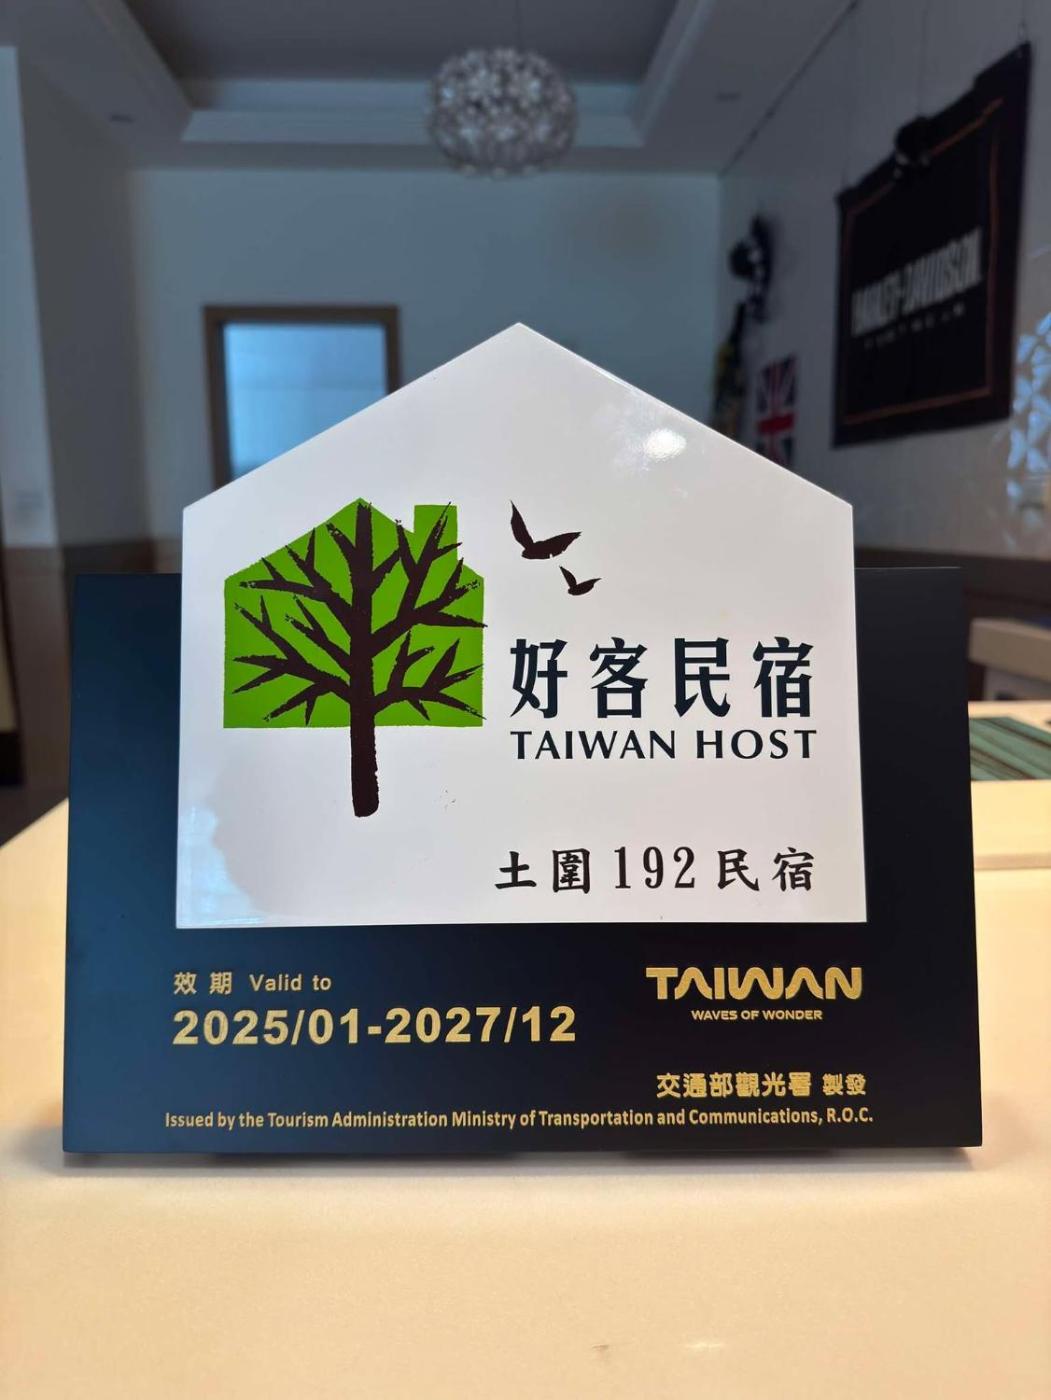 HARLEY-DAVIDSON
好客民宿
TAIWAN HOST
土圍192民宿
效期 Valid to
2025/01-2027/12
TAIWAN
WAVES OF WONDER
交通部觀光署 製發
Issued by the Tourism Administration Ministry of Transportation and Communications, R.O.C.